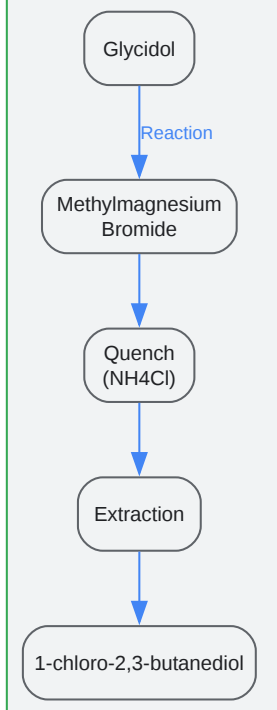 Glycidol
Reaction
Methylmagnesium
Bromide
Quench
(NH4Cl)
Extraction
1-chloro-2,3-butanediol